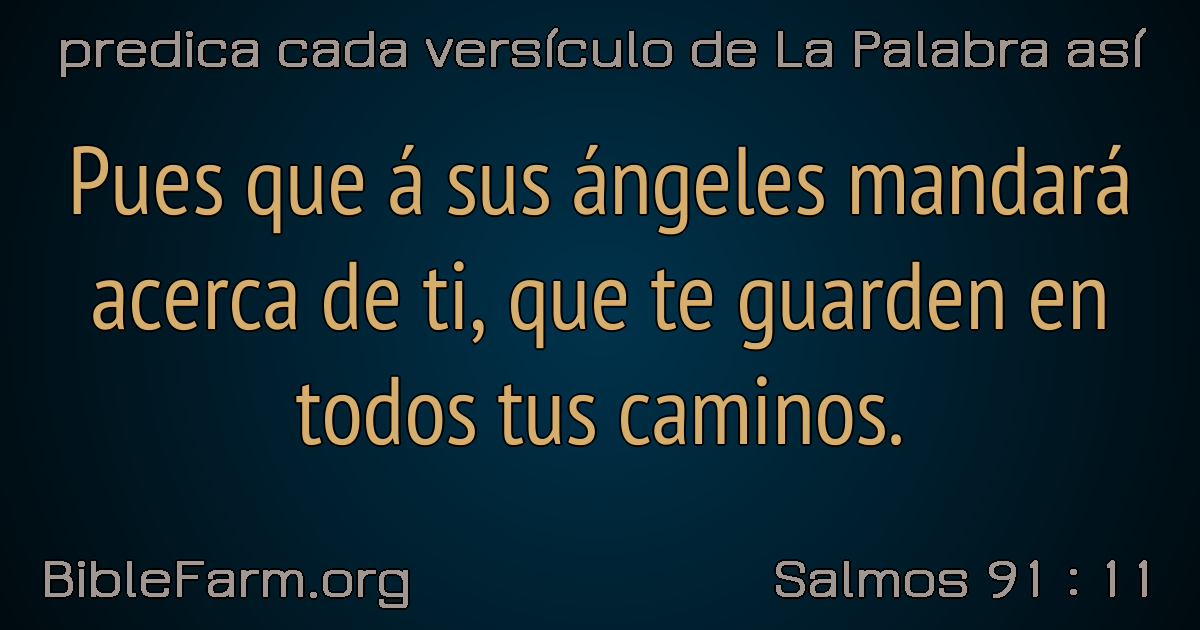 predica cada versículo de La Palabra así
Pues que á sus ángeles mandará
acerca de ti, que te guarden en
todos tus caminos.
BibleFarm.org
Salmos 91 : 11